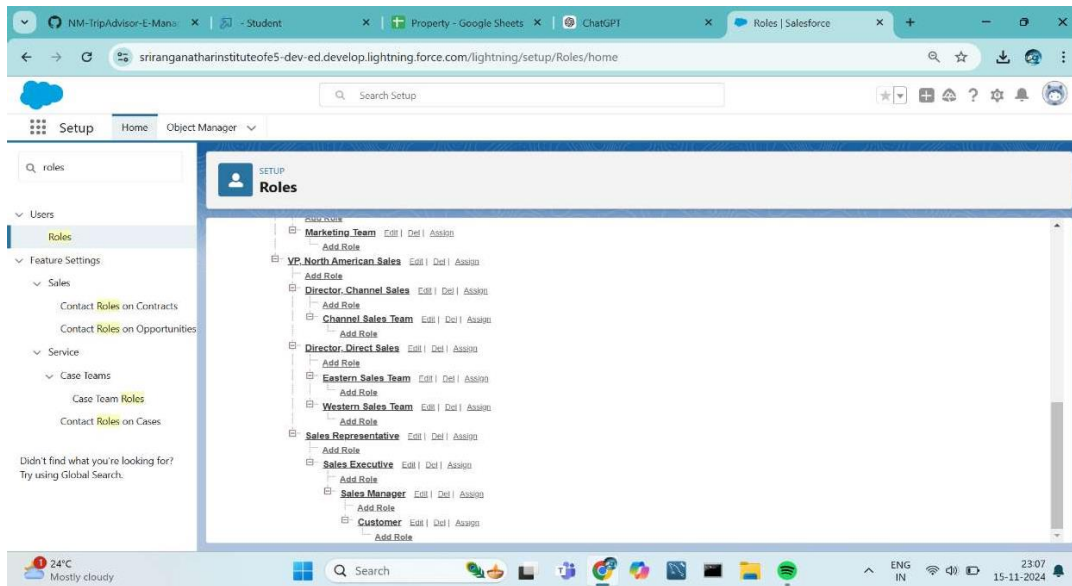 NM-TripAdvisor-E-Mana
- Student
Property - Google Sheets
ChatGPT
Roles | Salesforce
sriranganatharinstituteofe5-dev-ed.develop.lightning.force.com/lightning/setup/Roles/home
Search Setup
Setup
Home
Object Manager
roles
SETUP
Roles
Users
Roles
Feature Settings
Sales
Contact Roles on Contracts
Contact Roles on Opportunities
Service
Case Teams
Case Team Roles
Contact Roles on Cases
Didn't find what you're looking for?
Try using Global Search.
Add Role
Marketing Team Edit | Del | Assign
Add Role
VP, North American Sales Edit | Del | Assign
Add Role
Director, Channel Sales Edit | Del | Assign
Add Role
Channel Sales Team Edit | Del | Assign
Add Role
Director, Direct Sales Edit | Del | Assign
Add Role
Eastern Sales Team Edit | Del | Assign
Add Role
Western Sales Team Edit | Del | Assign
Add Role
Sales Representative Edit | Del | Assign
Add Role
Sales Executive Edit | Del | Assign
Add Role
Sales Manager Edit | Del | Assign
Add Role
Customer Edit | Del | Assign
Add Role
1
24°C
Mostly cloudy
Search
ENG
IN
23:07
15-11-2024